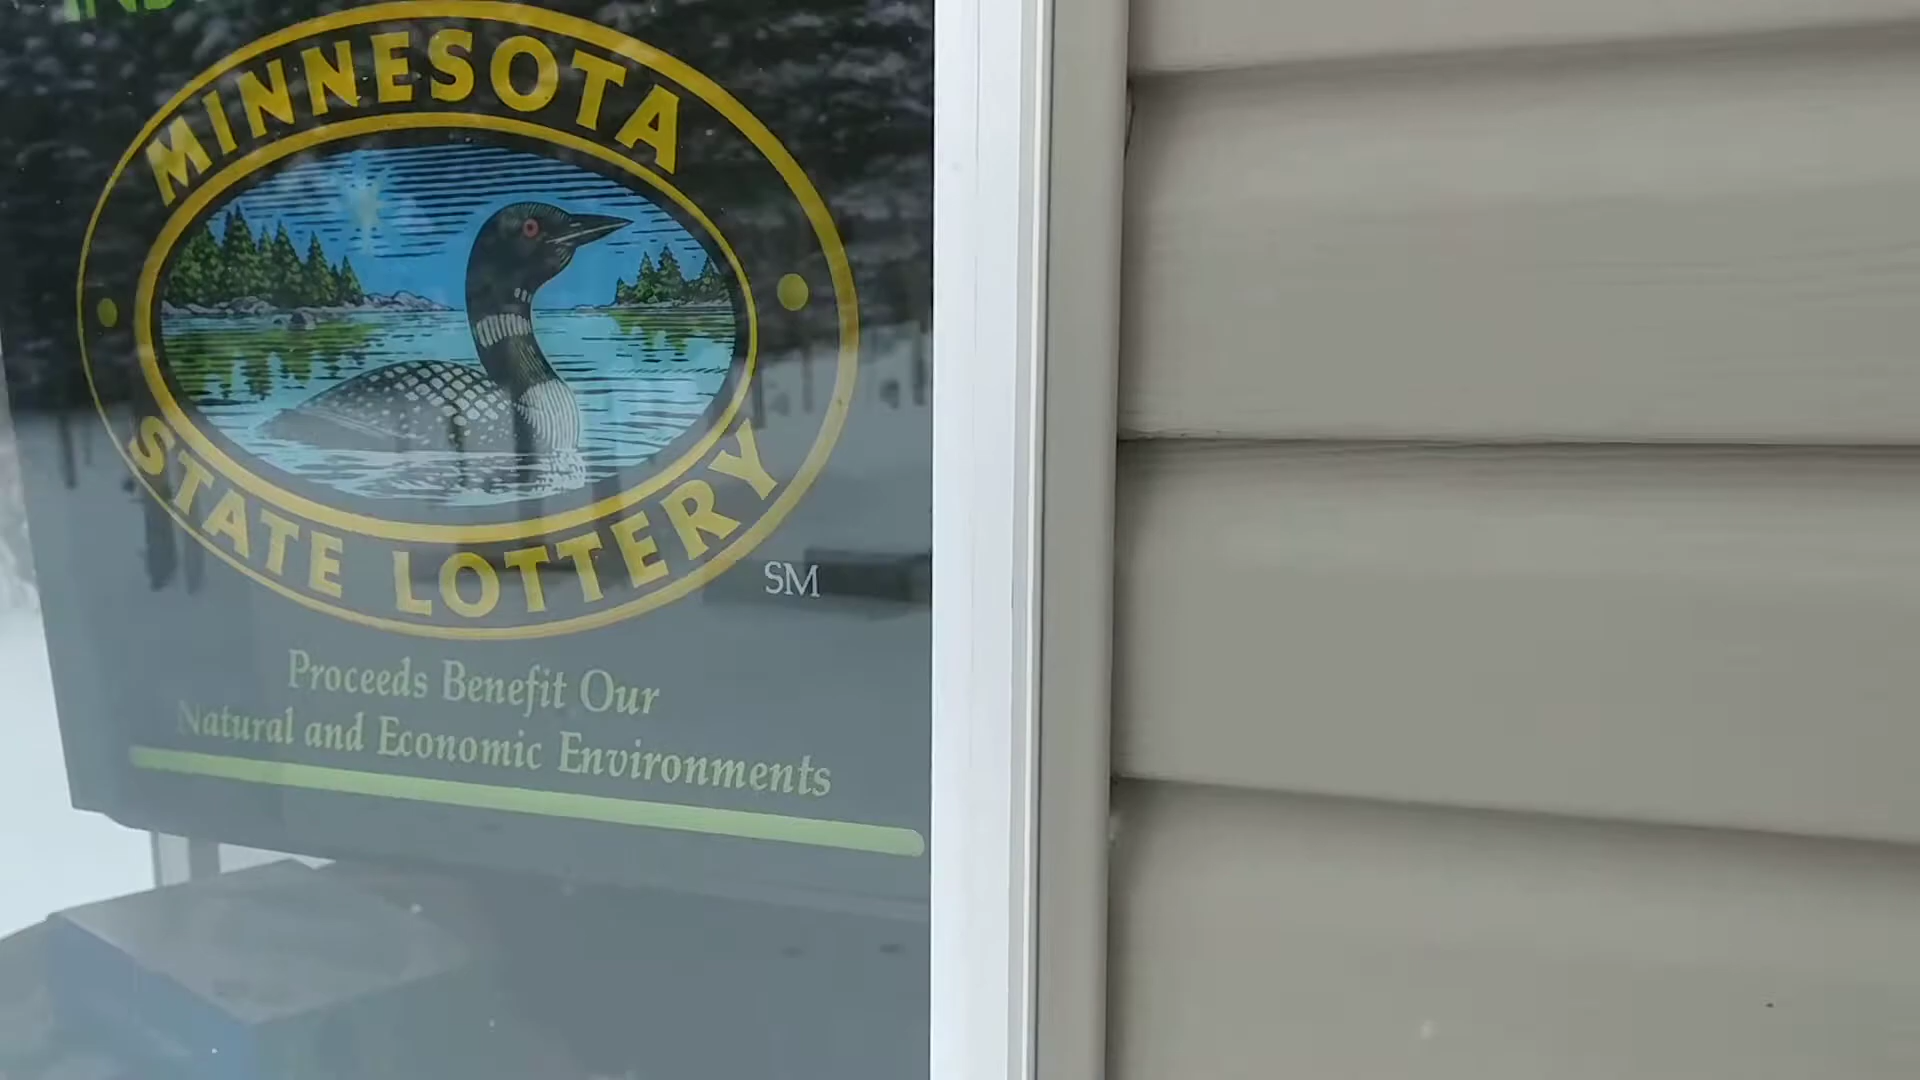 MINNESOTA
STATE LOTTERY
SM
Proceeds Benefit Our
Natural and Economic Environments